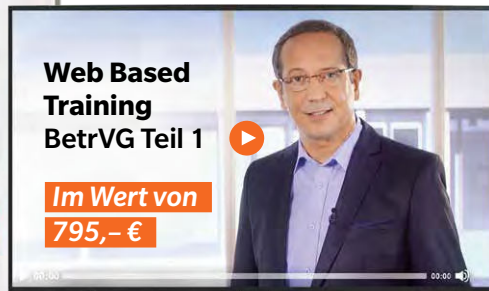 Web Based
Training
BetrVG Teil 1
Im Wert von
795,– €
00:00
00:00